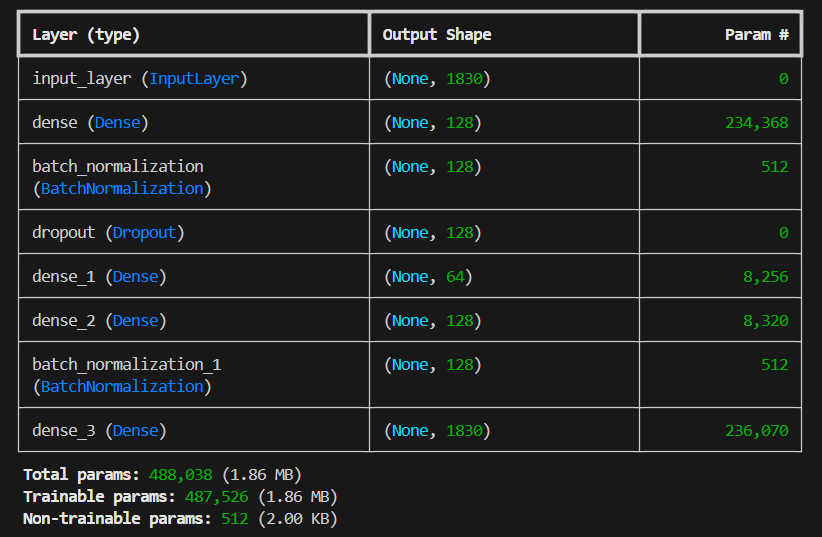 Layer (type) Output Shape Param #
input_layer (InputLayer) (None, 1830) 0
dense (Dense) (None, 128) 234,368
batch_normalization (None, 128) 512
(BatchNormalization)
dropout (Dropout) (None, 128) 0
dense_1 (Dense) (None, 64) 8,256
dense_2 (Dense) (None, 128) 8,320
batch_normalization_1 (None, 128) 512
(BatchNormalization)
dense_3 (Dense) (None, 1830) 236,070
Total params: 488,038 (1.86 MB)
Trainable params: 487,526 (1.86 MB)
Non-trainable params: 512 (2.00 KB)